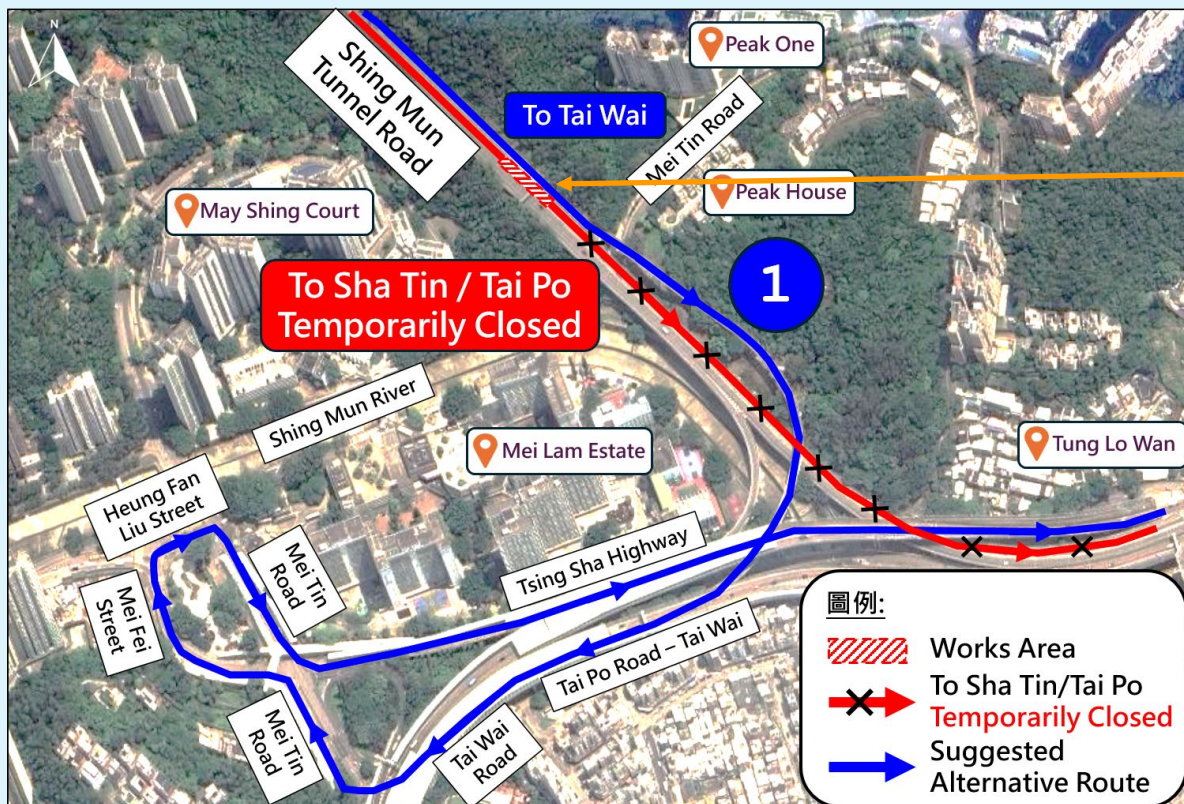 N
Peak One
Shing Mun
Tunnel Road
To Tai Wai
Mei Tin Road
Peak House
May Shing Court
1
To Sha Tin / Tai Po
Temporarily Closed
Shing Mun River
Mei Lam Estate
Tung Lo Wan
Heung Fan
Liu Street
Mei Tin
Road
Tsing Sha Highway
Mei Fei
Street
Tai Po Road – Tai Wai
Mei Tin
Road
Tai Wai
Road
圖例:
Works Area
To Sha Tin/Tai Po
Temporarily Closed
Suggested
Alternative Route